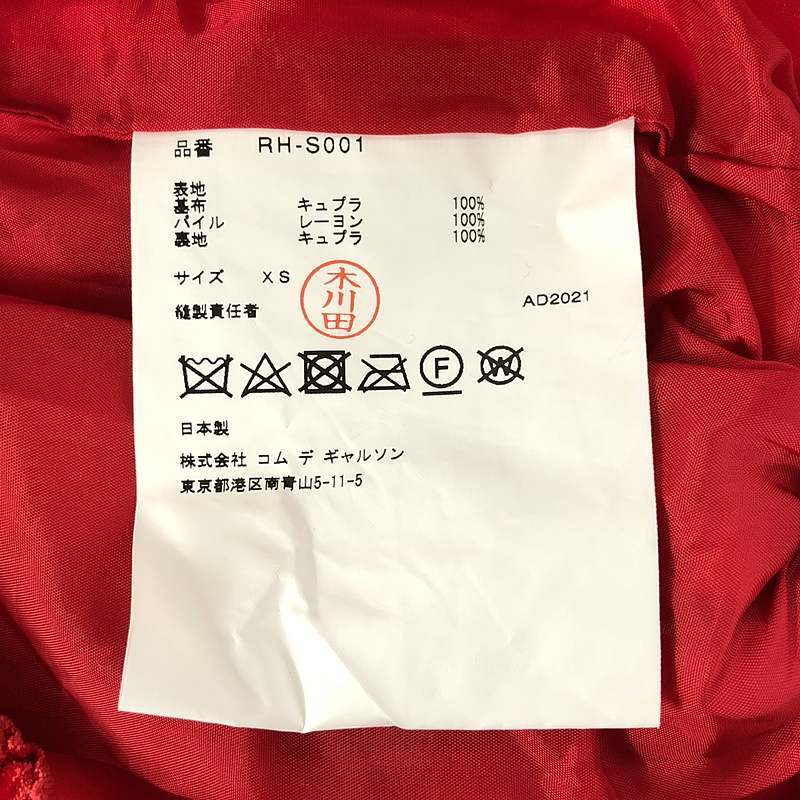 品番 RH-S001
表地
基布 キュプラ 100%
パイル レーヨン 100%
裏地 キュプラ 100%
サイズ XS
木川田
縫製責任者 AD2021
F W
日本製
株式会社 コム デ ギャルソン
東京都港区南青山5-11-5